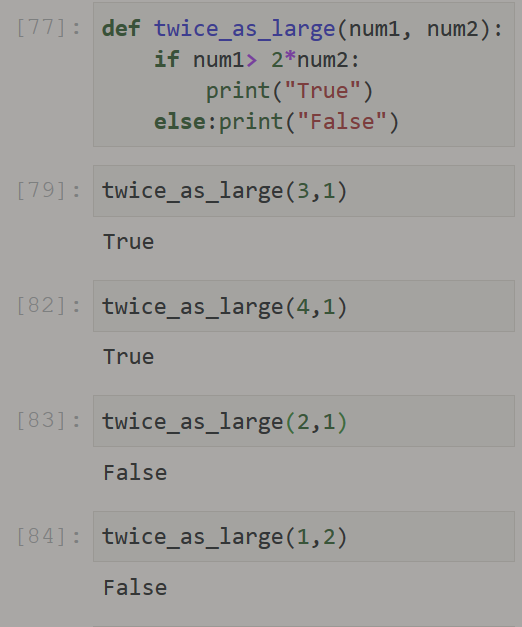 [77]: def twice_as_large(num1, num2):
    if num1> 2*num2:
        print("True")
    else:print("False")
[79]: twice_as_large(3,1)
True
[82]: twice_as_large(4,1)
True
[83]: twice_as_large(2,1)
False
[84]: twice_as_large(1,2)
False